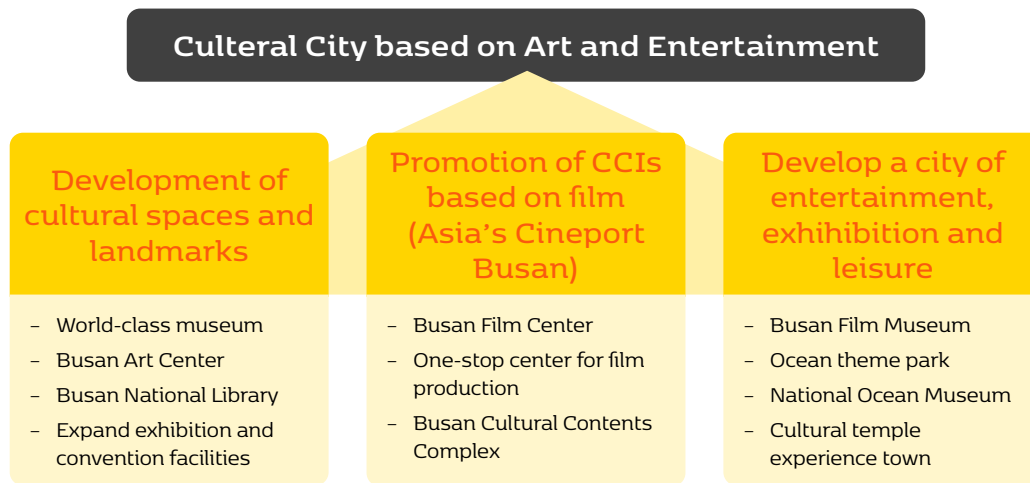 Culteral City based on Art and Entertainment
Development of
cultural spaces and
landmarks
– World-class museum
– Busan Art Center
– Busan National Library
– Expand exhibition and
convention facilities
Promotion of CCIs
based on film
(Asia's Cineport
Busan)
– Busan Film Center
– One-stop center for film
production
– Busan Cultural Contents
Complex
Develop a city of
entertainment,
exhihibition and
leisure
– Busan Film Museum
– Ocean theme park
– National Ocean Museum
– Cultural temple
experience town